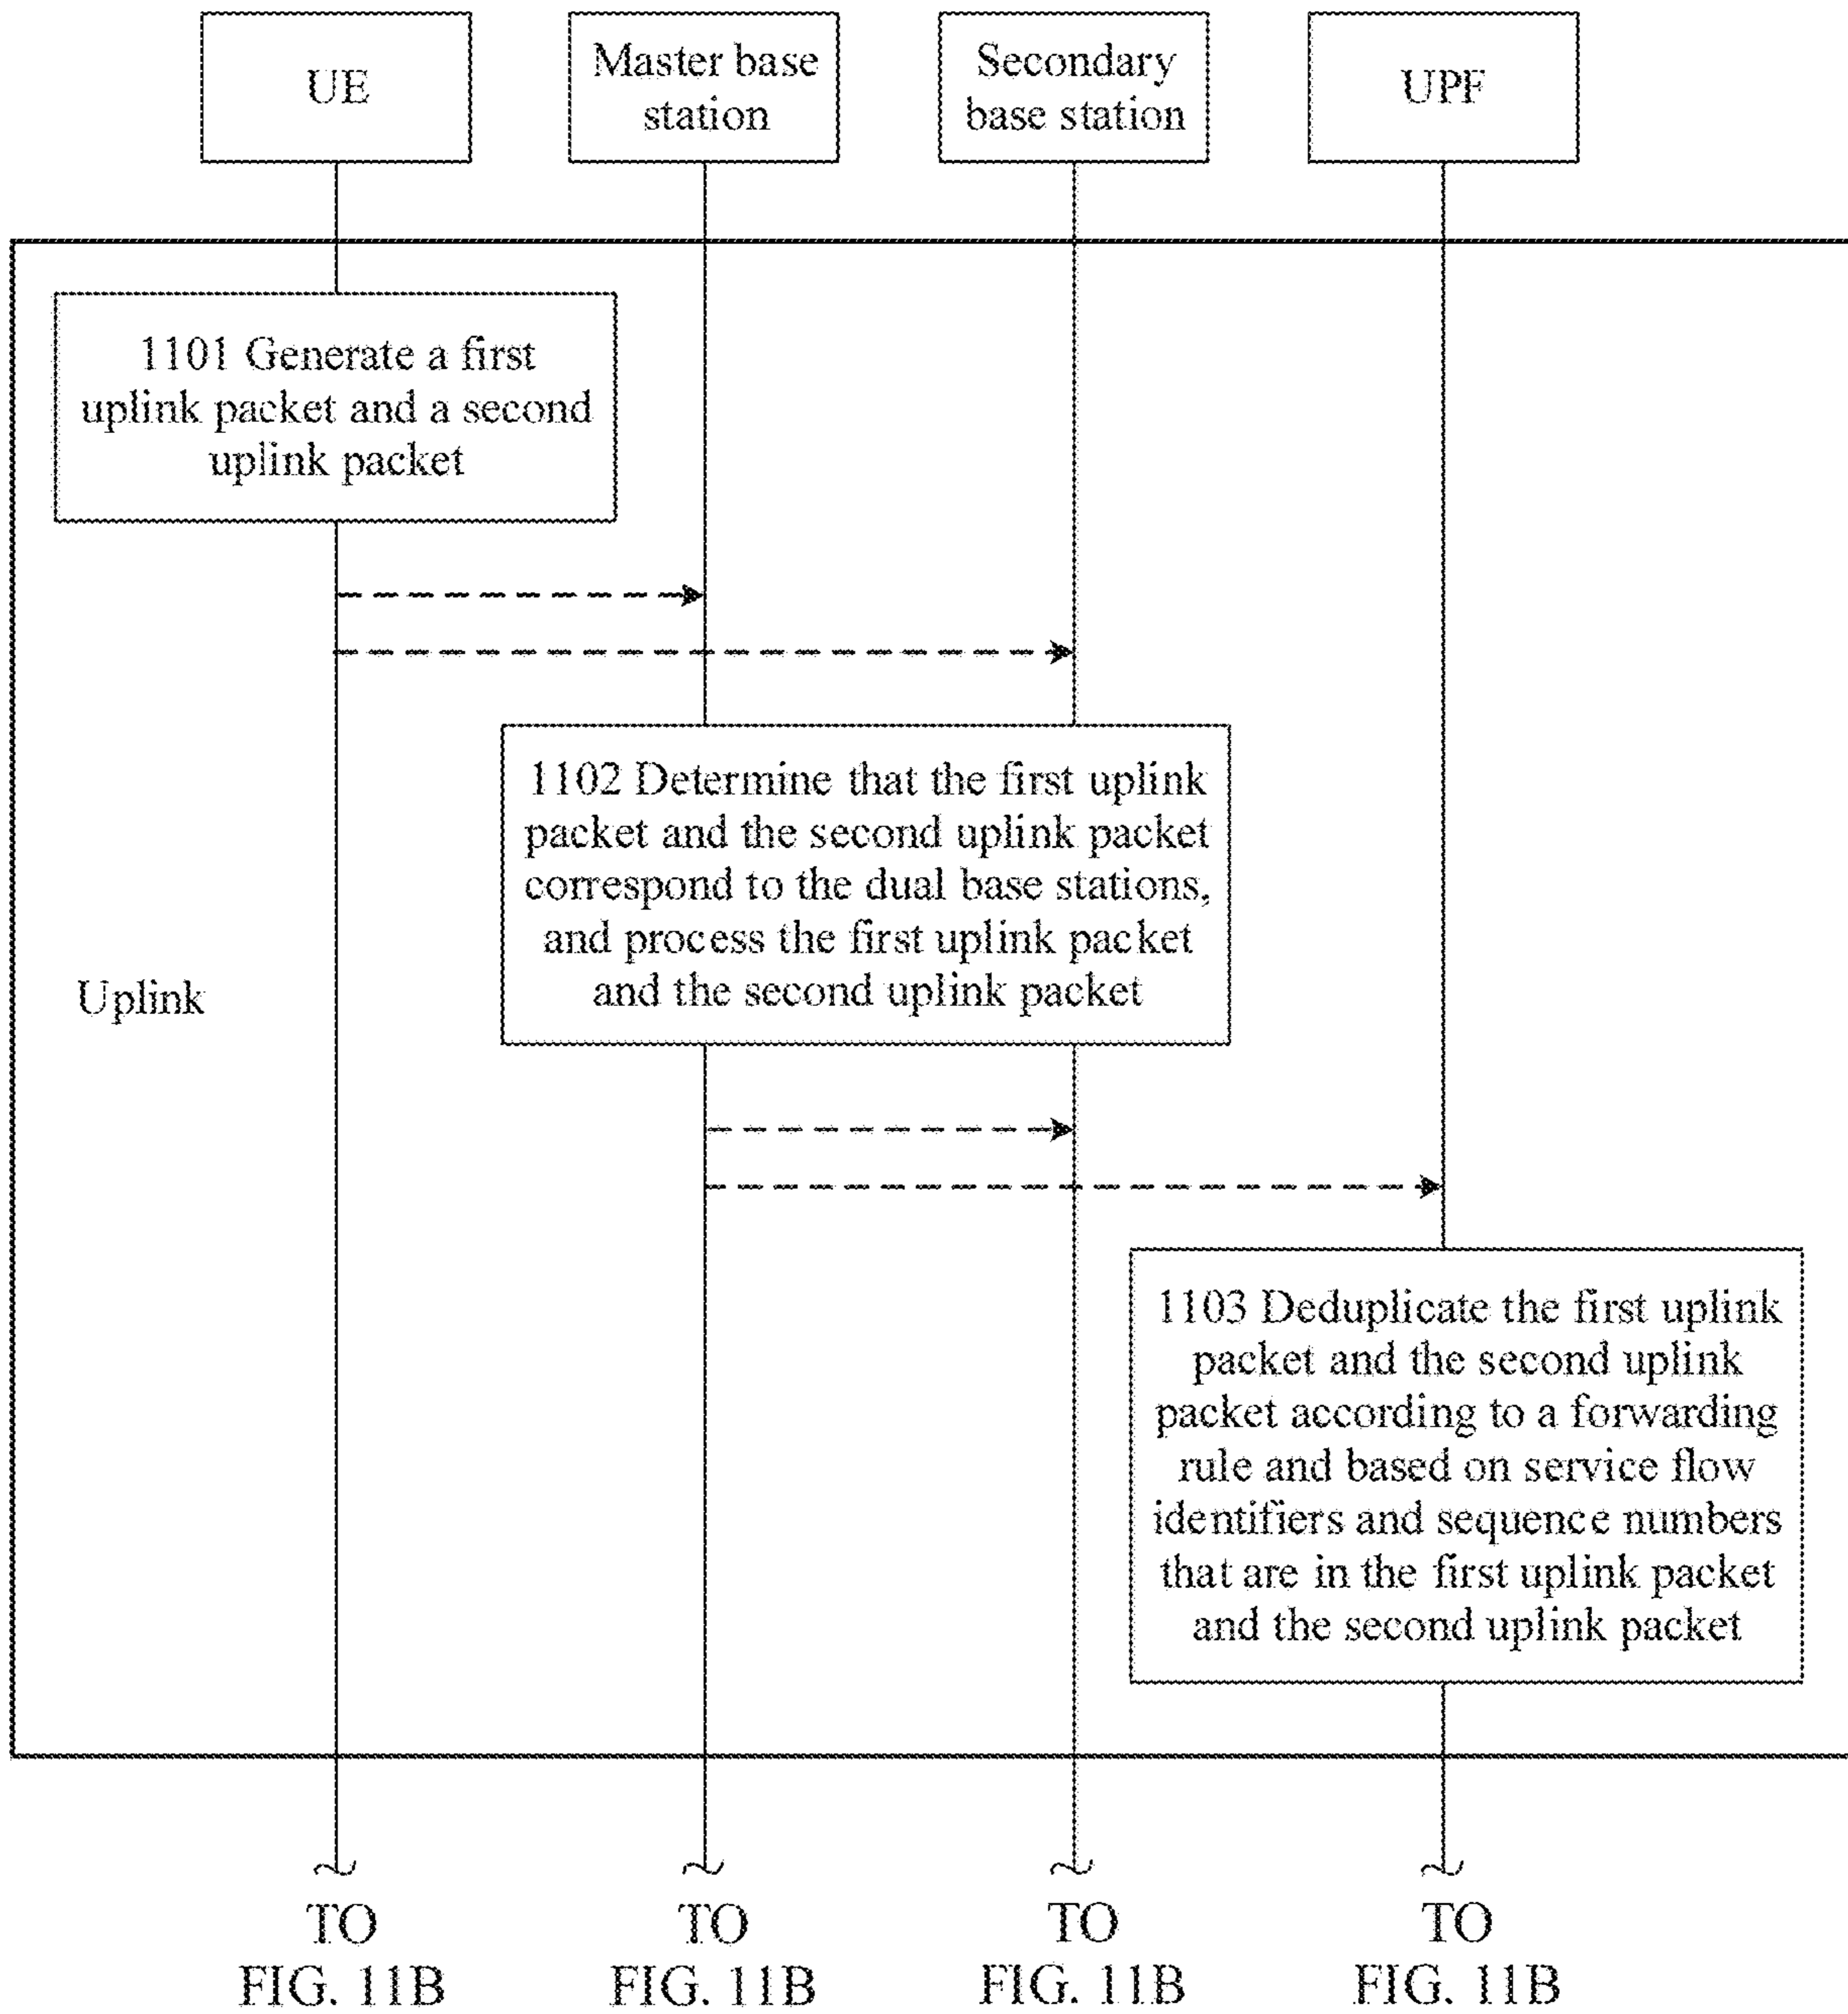 UE
Master base
station
Secondary
base station
UPF
1101 Generate a first
uplink packet and a second
uplink packet
1102 Determine that the first uplink
packet and the second uplink packet
correspond to the dual base stations,
and process the first uplink packet
and the second uplink packet
Uplink
1103 Deduplicate the first uplink
packet and the second uplink
packet according to a forwarding
rule and based on service flow
identifiers and sequence numbers
that are in the first uplink packet
and the second uplink packet
TO
FIG. 11B
TO
FIG. 11B
TO
FIG. 11B
TO
FIG. 11B